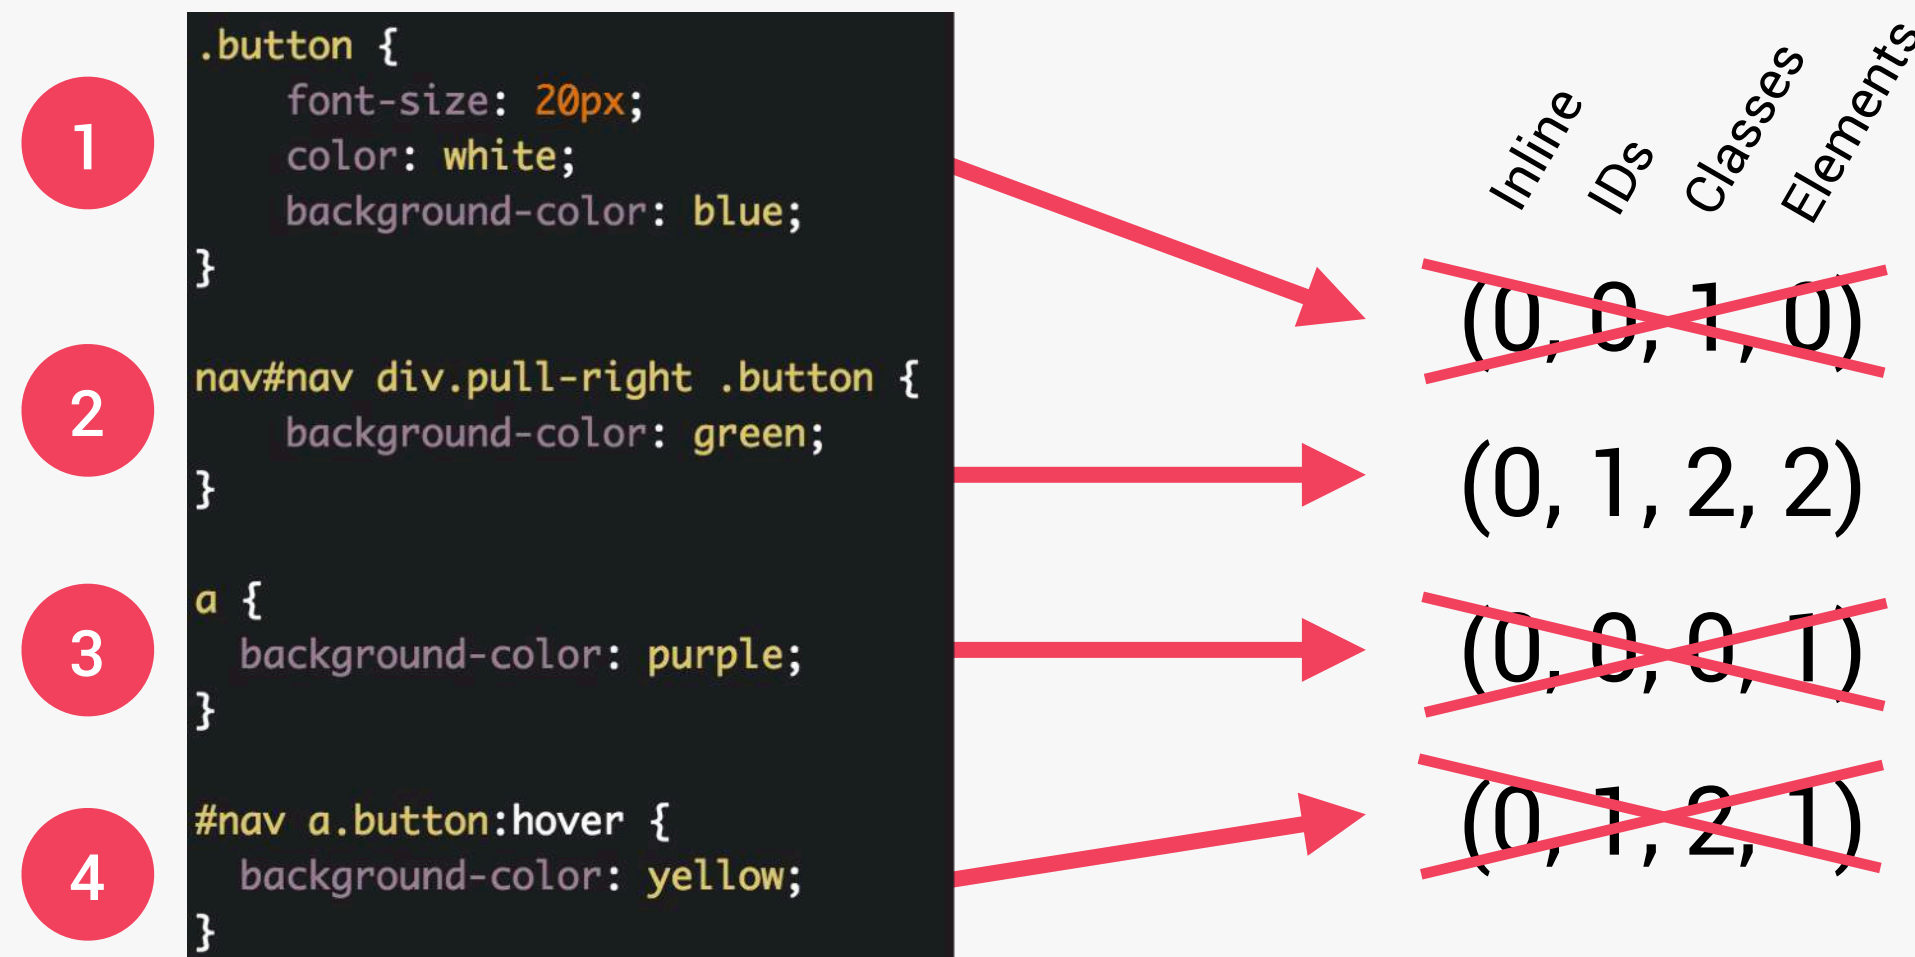 1
.button {
font-size: 20px;
color: white;
background-color: blue;
}
2
nav#nav div.pull-right .button {
background-color: green;
}
3
a {
background-color: purple;
}
4
#nav a.button:hover {
background-color: yellow;
}
Inline
IDs
Classes
Elements
(0, 0, 1, 0)
(0, 1, 2, 2)
(0, 0, 0, 1)
(0, 1, 2, 1)